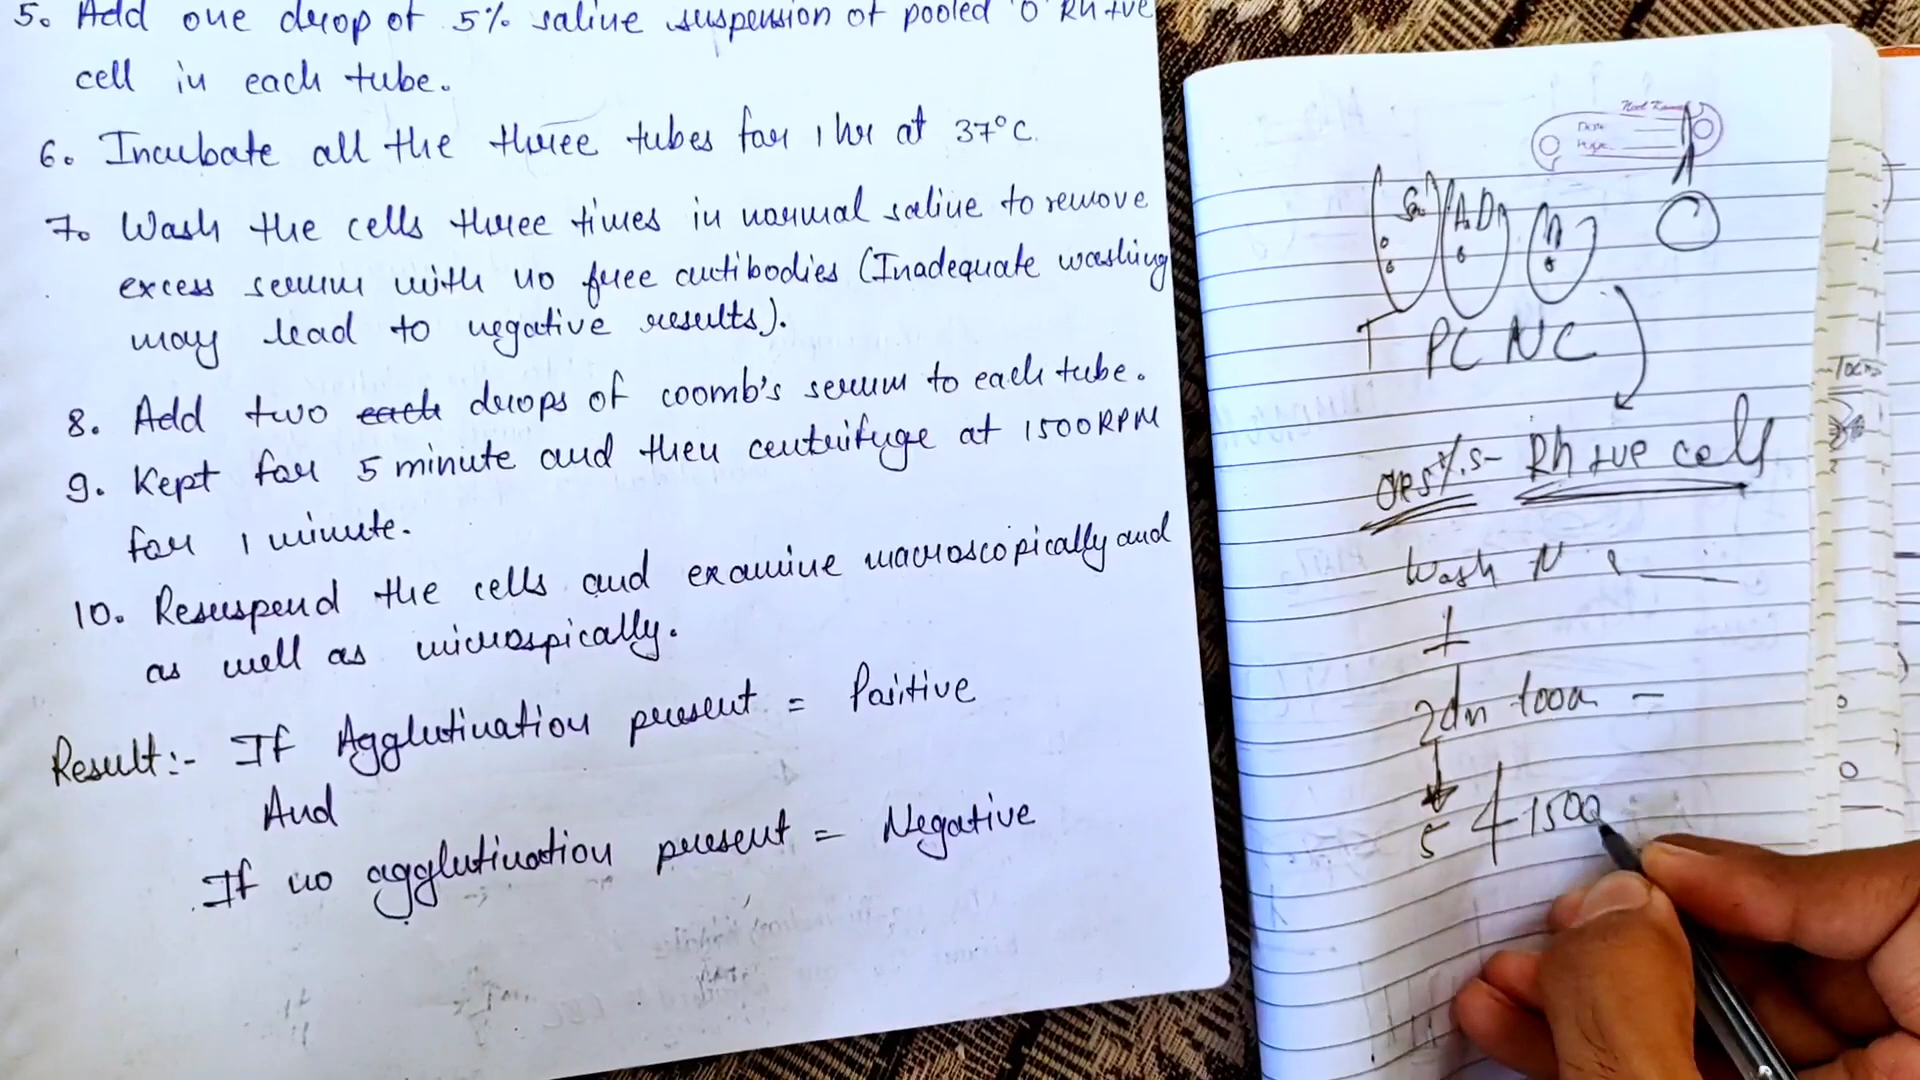 5. Add one drop of 5% saline suspension of pooled 'O' Rh +ve
cell in each tube.
6. Incubate all the three tubes for 1 hr at 37°C.
7. Wash the cells three times in normal saline to remove
excess serum with no free antibodies (Inadequate washing
may lead to negative results).
8. Add two each drops of coomb's serum to each tube.
9. Kept for 5 minute and then centrifuge at 1500 RPM
for 1 minute.
10. Resuspend the cells and examine macroscopically and
as well as microspically.
Result:- If Agglutination present = Positive
And
If no agglutination present = Negative
Date
Page
T PC NC
Rh +ve cell
Wash N
5 1500